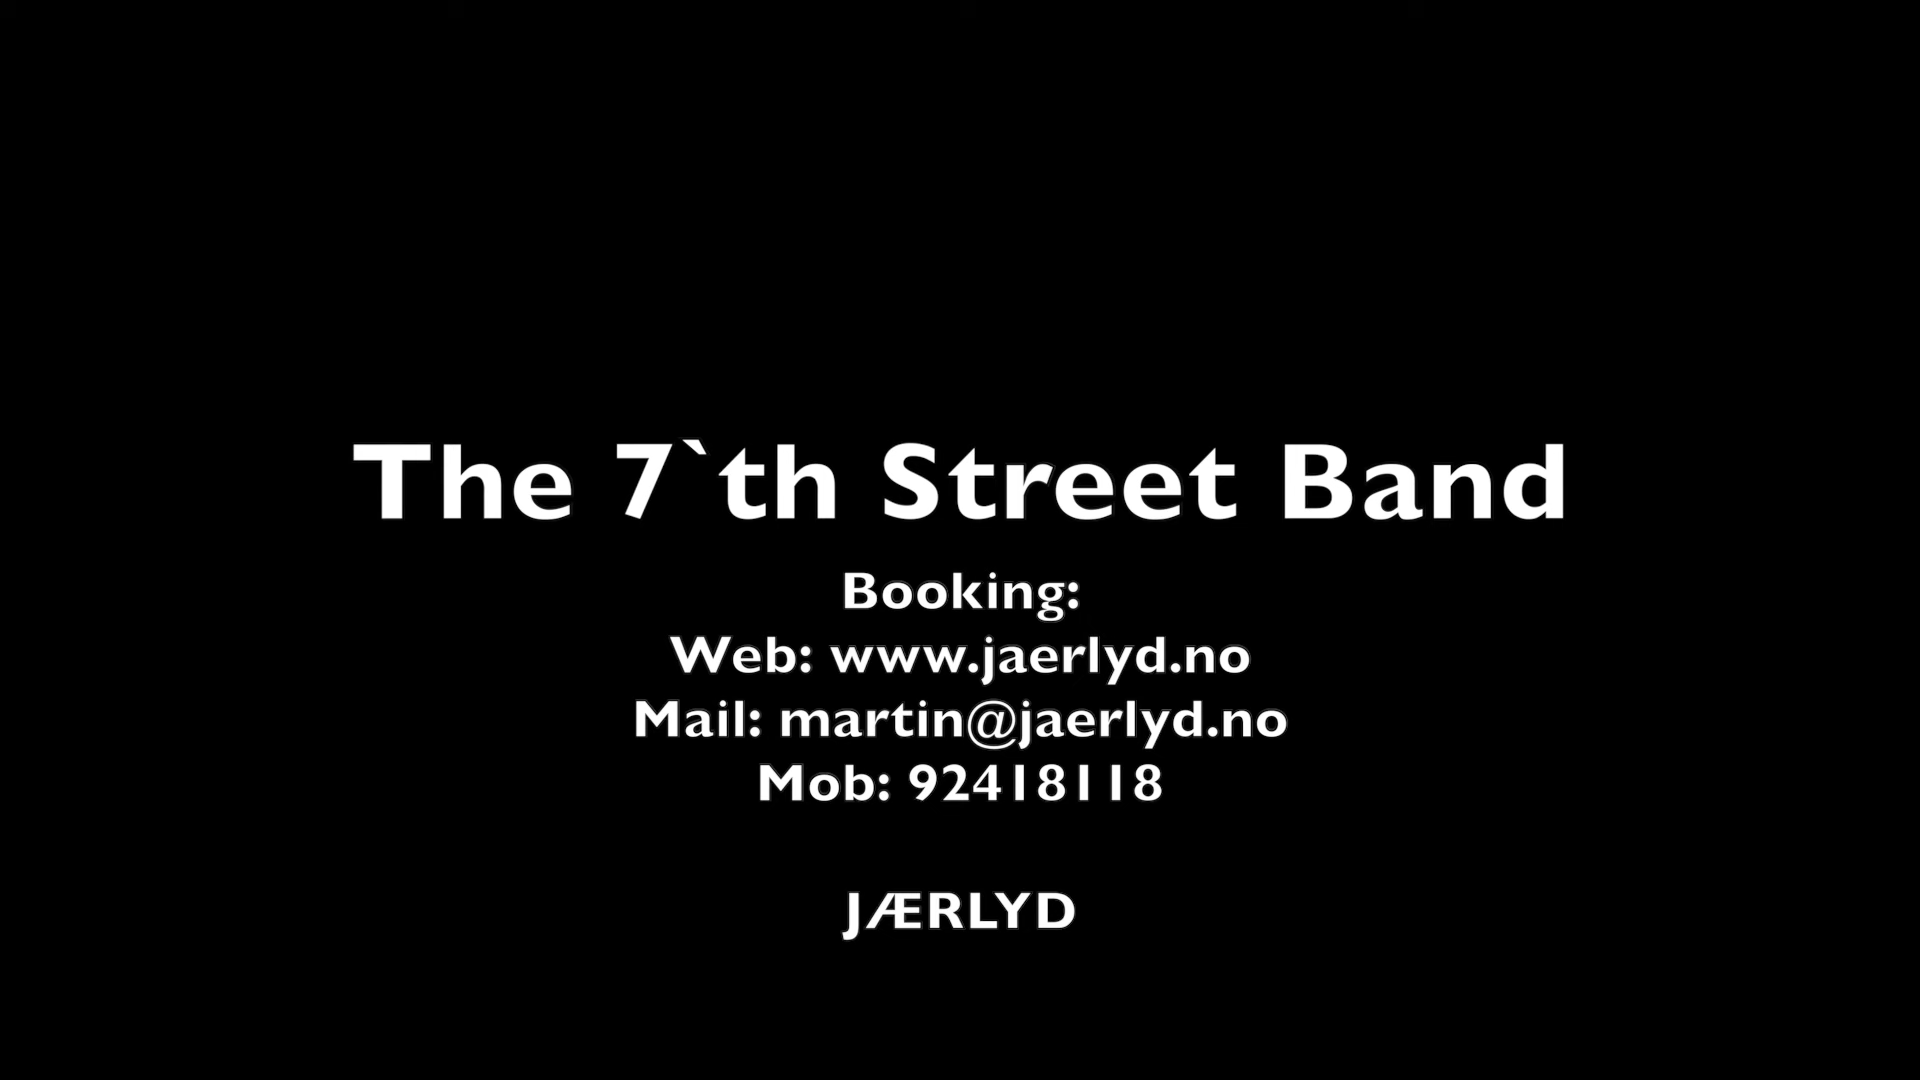 The 7`th Street Band
Booking:
Web: www.jaerlyd.no
Mail: martin@jaerlyd.no
Mob: 92418118
JÆRLYD